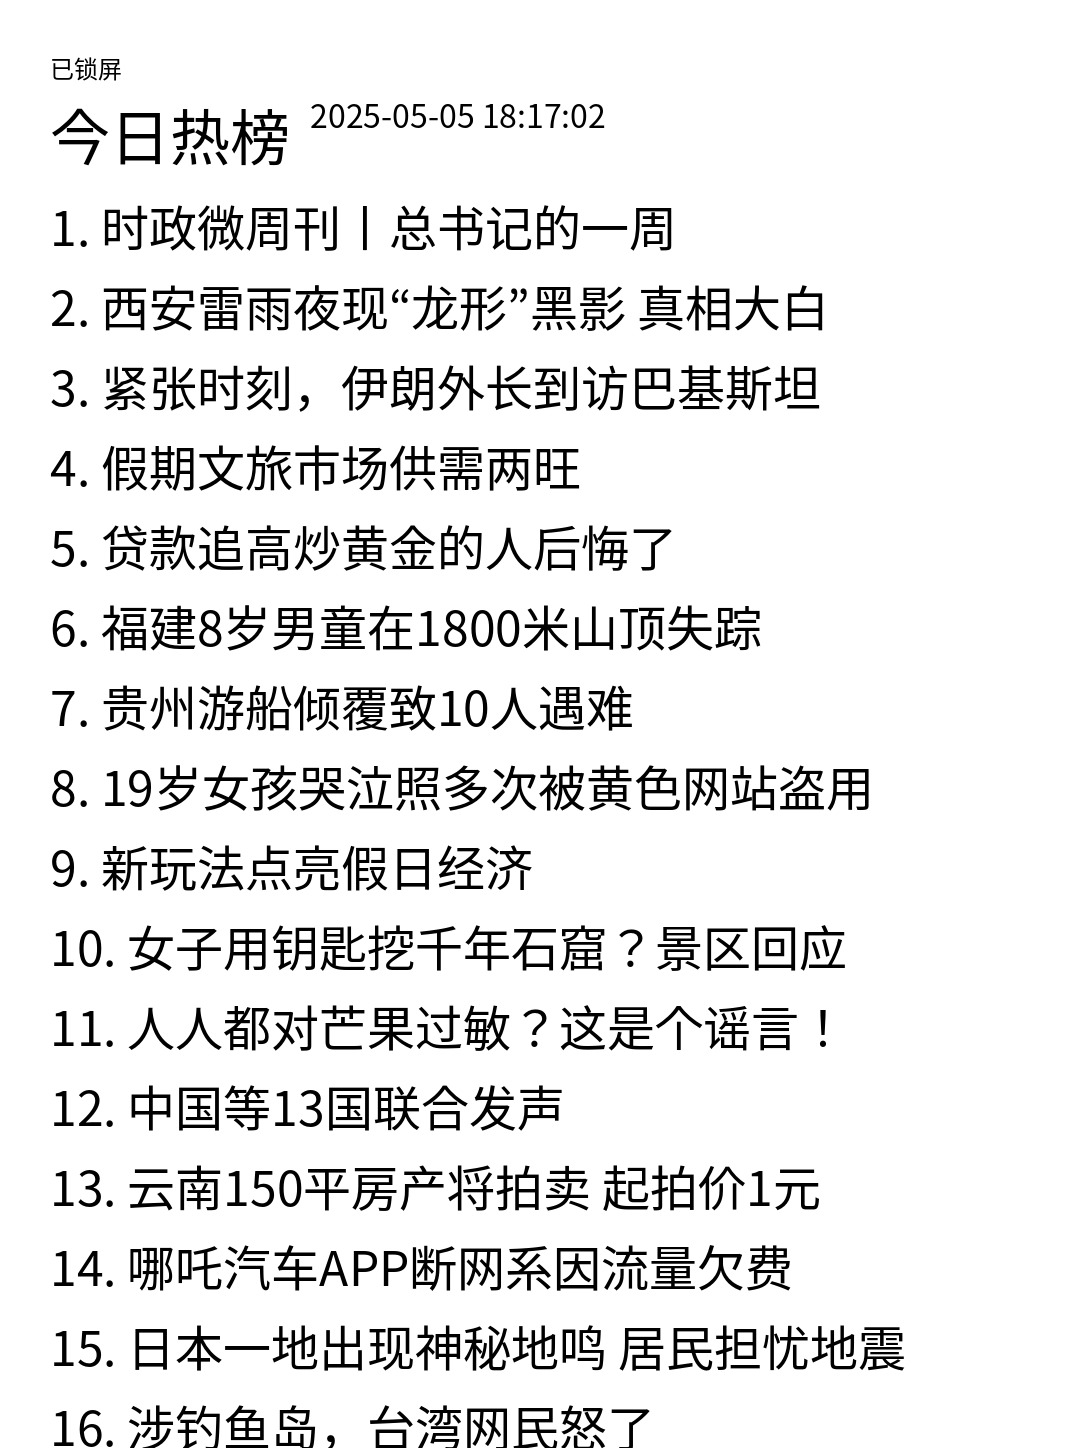 已锁屏
今日热榜 2025-05-05 18:17:02
1. 时政微周刊丨总书记的一周
2. 西安雷雨夜现“龙形”黑影 真相大白
3. 紧张时刻，伊朗外长到访巴基斯坦
4. 假期文旅市场供需两旺
5. 贷款追高炒黄金的人后悔了
6. 福建8岁男童在1800米山顶失踪
7. 贵州游船倾覆致10人遇难
8. 19岁女孩哭泣照多次被黄色网站盗用
9. 新玩法点亮假日经济
10. 女子用钥匙挖千年石窟？景区回应
11. 人人都对芒果过敏？这是个谣言！
12. 中国等13国联合发声
13. 云南150平房产将拍卖 起拍价1元
14. 哪吒汽车APP断网系因流量欠费
15. 日本一地出现神秘地鸣 居民担忧地震
16. 涉钓鱼岛，台湾网民怒了